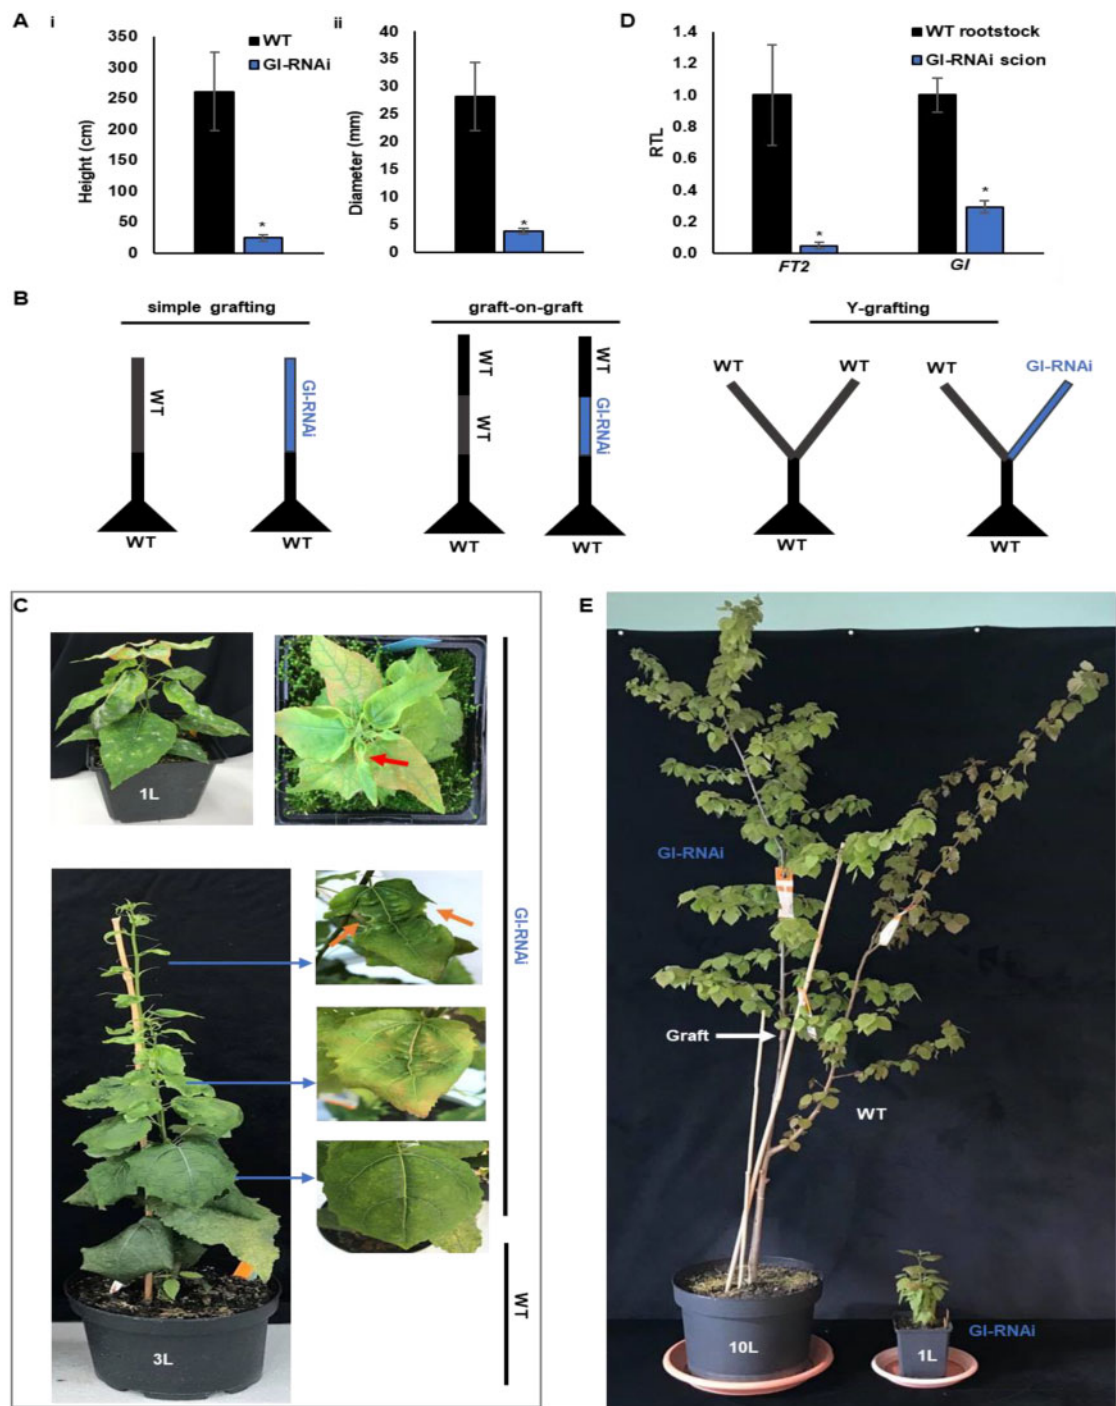 A
i
350
300
250
200
150
100
50
0
Height (cm)
WT
GI-RNAi
*
ii
40
35
30
25
20
15
10
5
0
Diameter (mm)
*
D
1.4
1.2
1.0
0.8
0.6
0.4
0.2
0.0
RTL
WT rootstock
GI-RNAi scion
*
*
FT2
GI
B
simple grafting
graft-on-graft
Y-grafting
WT
GI-RNAi
WT
WT
WT
WT
WT
GI-RNAi
WT
WT
WT
WT
WT
GI-RNAi
WT
WT
C
1L
GI-RNAi
3L
WT
E
GI-RNAi
Graft
WT
10L
1L
GI-RNAi